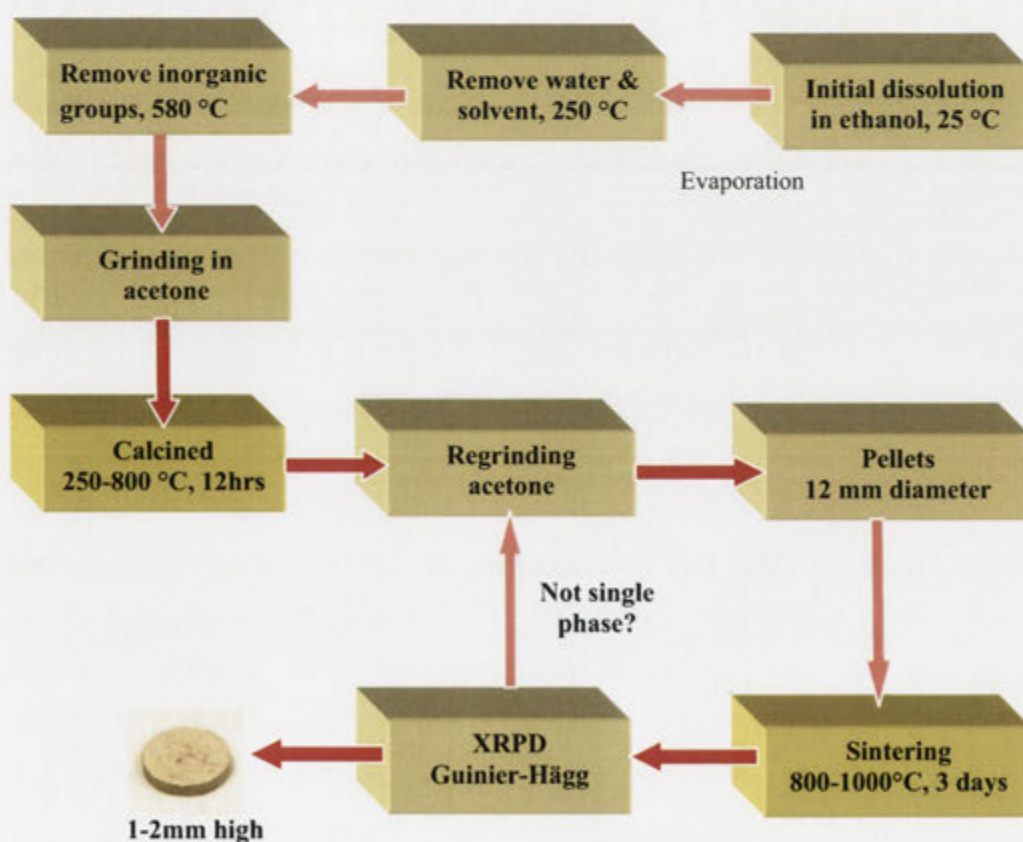 Initial dissolution
in ethanol, 25 °C
Evaporation
Remove water &
solvent, 250 °C
Remove inorganic
groups, 580 °C
Grinding in
acetone
Calcined
250-800 °C, 12hrs
Regrinding
acetone
Pellets
12 mm diameter
Sintering
800-1000°C, 3 days
XRPD
Guinier-Hägg
Not single
phase?
1-2mm high